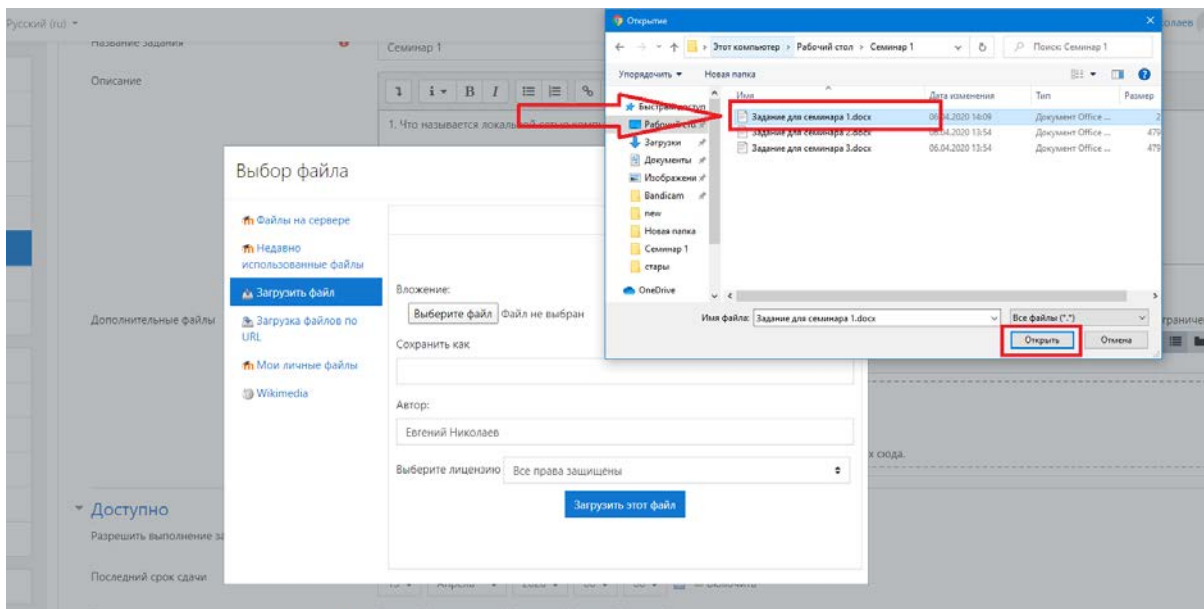 Русский (ru)
Название задания
Семинар 1
Описание
B I
1. Что называется
Выбор файла
Файлы на сервере
Недавно
использованные файлы
Загрузить файл
Загрузка файлов по
URL
Мои личные файлы
Wikimedia
Вложение:
Выберите файл Файл не выбран
Сохранить как
Автор:
Евгений Николаев
Выберите лицензию Все права защищены
Загрузить этот файл
Дополнительные файлы
Доступно
Разрешить выполнение
Последний срок сдачи
х сюда.
Открытие
Этот компьютер › Рабочий стол › Семинар 1
Поиск: Семинар 1
Упорядочить Новая папка
Имя Дата изменения Тип Размер
Быстрый доступ
Рабочий
Загрузки
Документы
Изображени
Bandicam
new
Новая папка
Семинар 1
стары
OneDrive
Задание для семинара 1.docx 06.04.2020 14:09 Документ Office ... 2
Задание для семинара 2.docx 06.04.2020 13:54 Документ Office ... 479
Задание для семинара 3.docx 06.04.2020 13:54 Документ Office ... 479
Имя файла: Задание для семинара 1.docx Все файлы (*.*)
Открыть Отмена